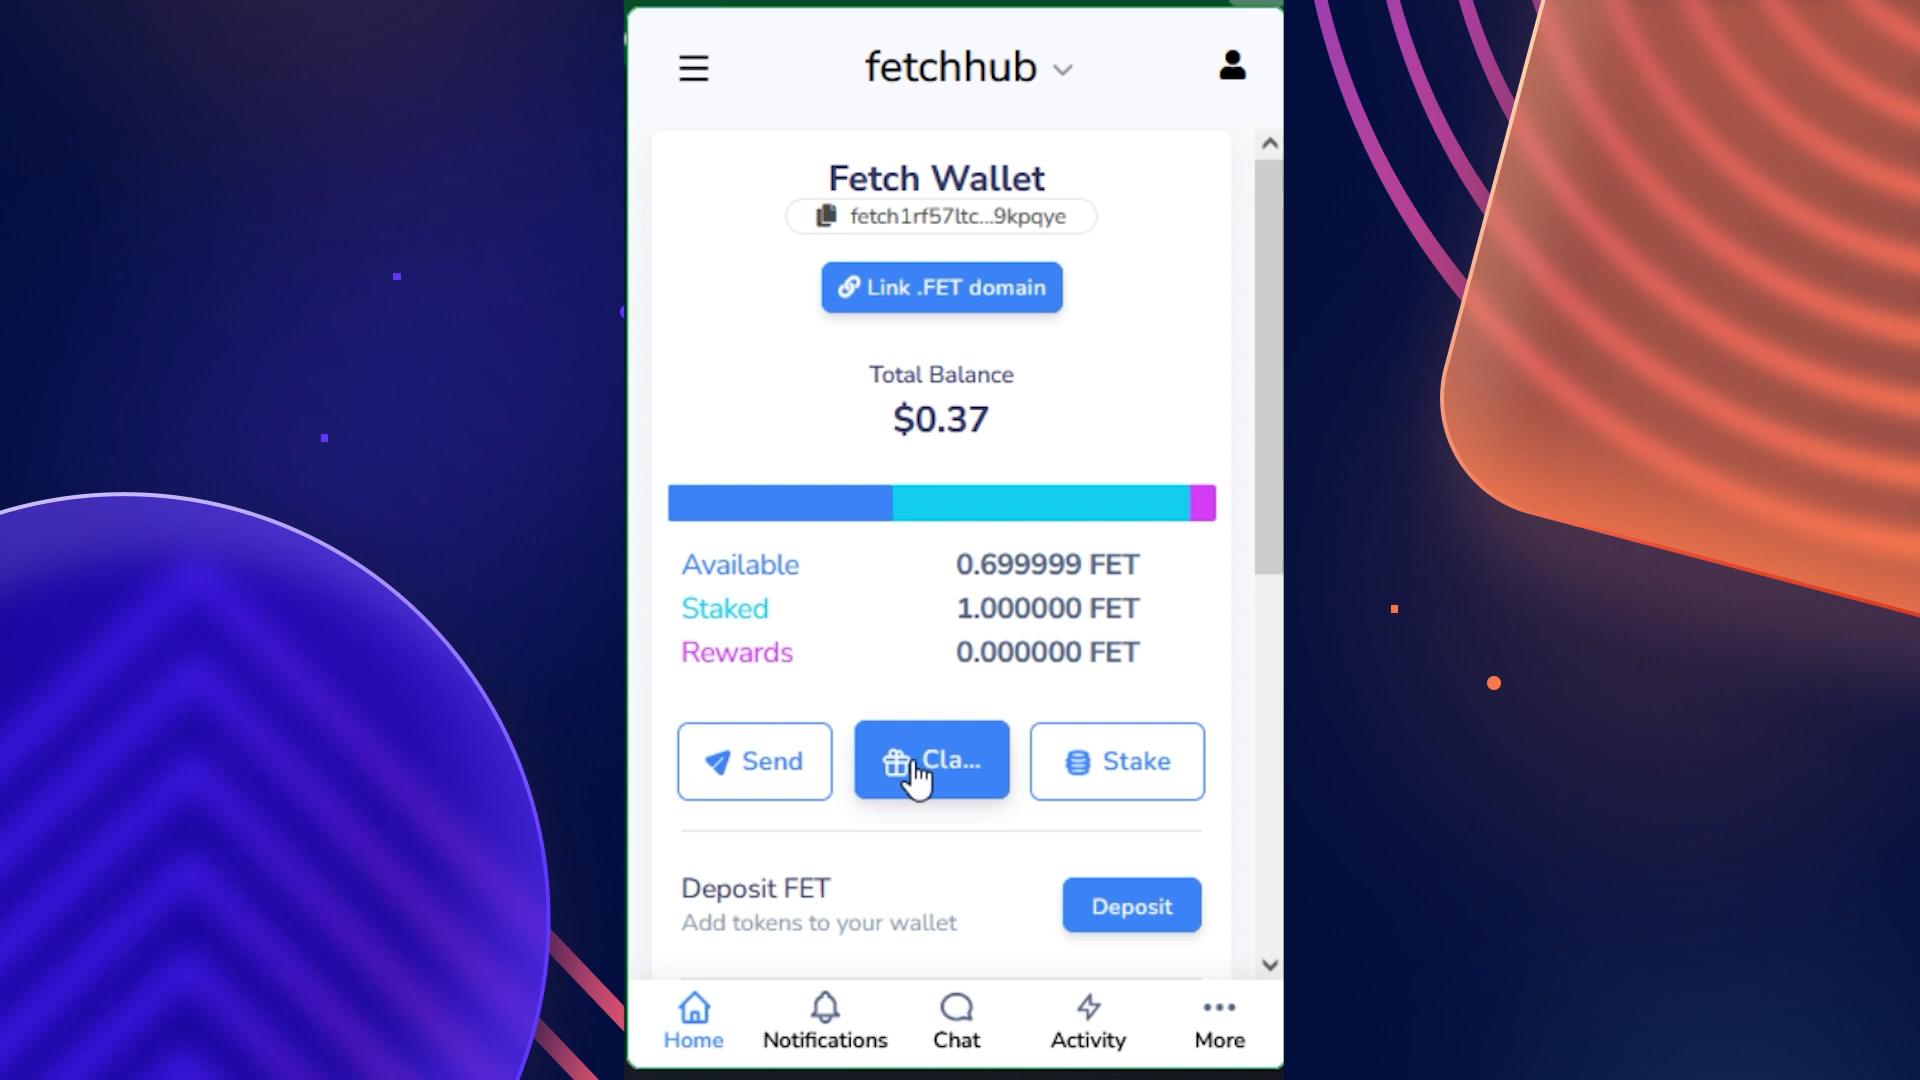 fetchhub
Fetch Wallet
fetch1rf57ltc...9kpqye
Link .FET domain
Total Balance
$0.37
Available 0.699999 FET
Staked 1.000000 FET
Rewards 0.000000 FET
Send Cla... Stake
Deposit FET
Add tokens to your wallet
Deposit
Home Notifications Chat Activity More